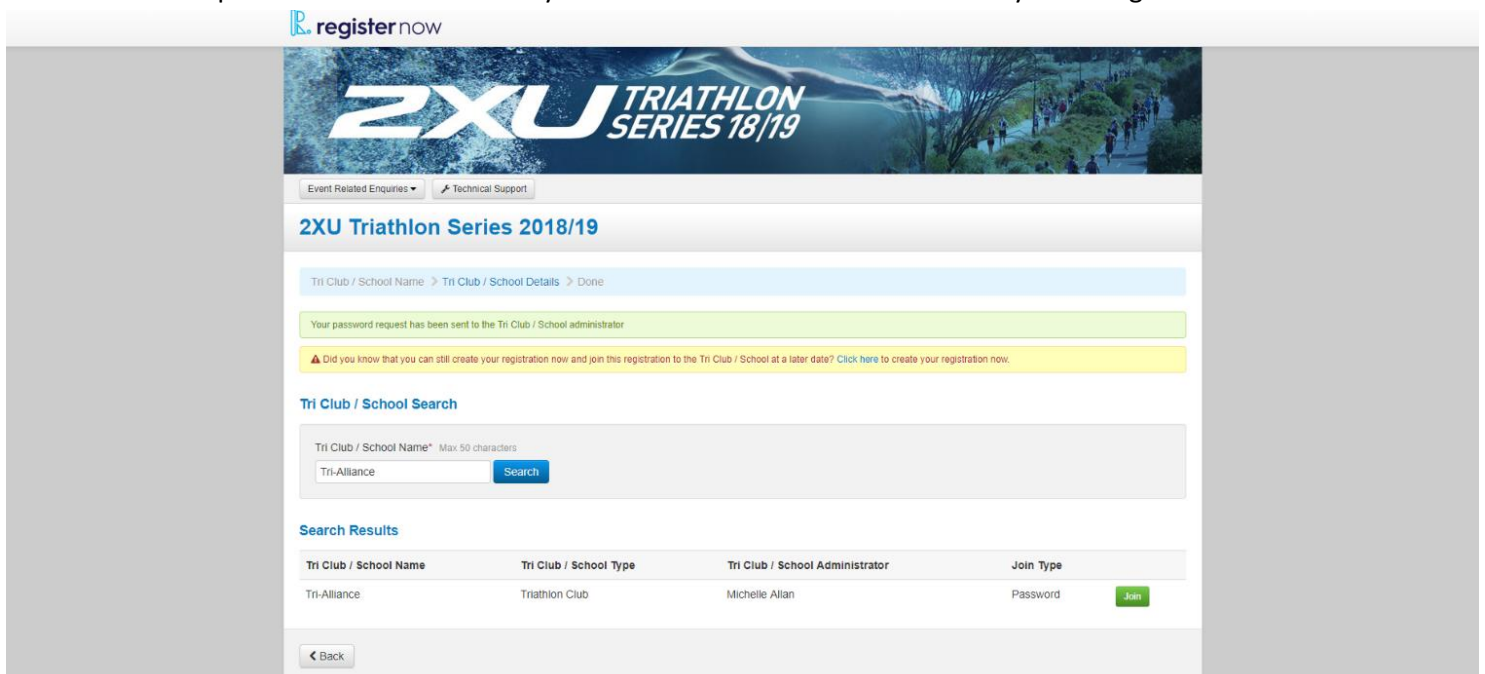 register now
2XU TRIATHLON
SERIES 18/19
Event Related Enquiries Technical Support
2XU Triathlon Series 2018/19
Tri Club / School Name > Tri Club / School Details > Done
Your password request has been sent to the Tri Club / School administrator
Did you know that you can still create your registration now and join this registration to the Tri Club / School at a later date? Click here to create your registration now.
Tri Club / School Search
Tri Club / School Name* Max 50 characters
Tri-Alliance Search
Search Results
Tri Club / School Name Tri Club / School Type Tri Club / School Administrator Join Type
Tri-Alliance Triathlon Club Michelle Allan Password Join
Back